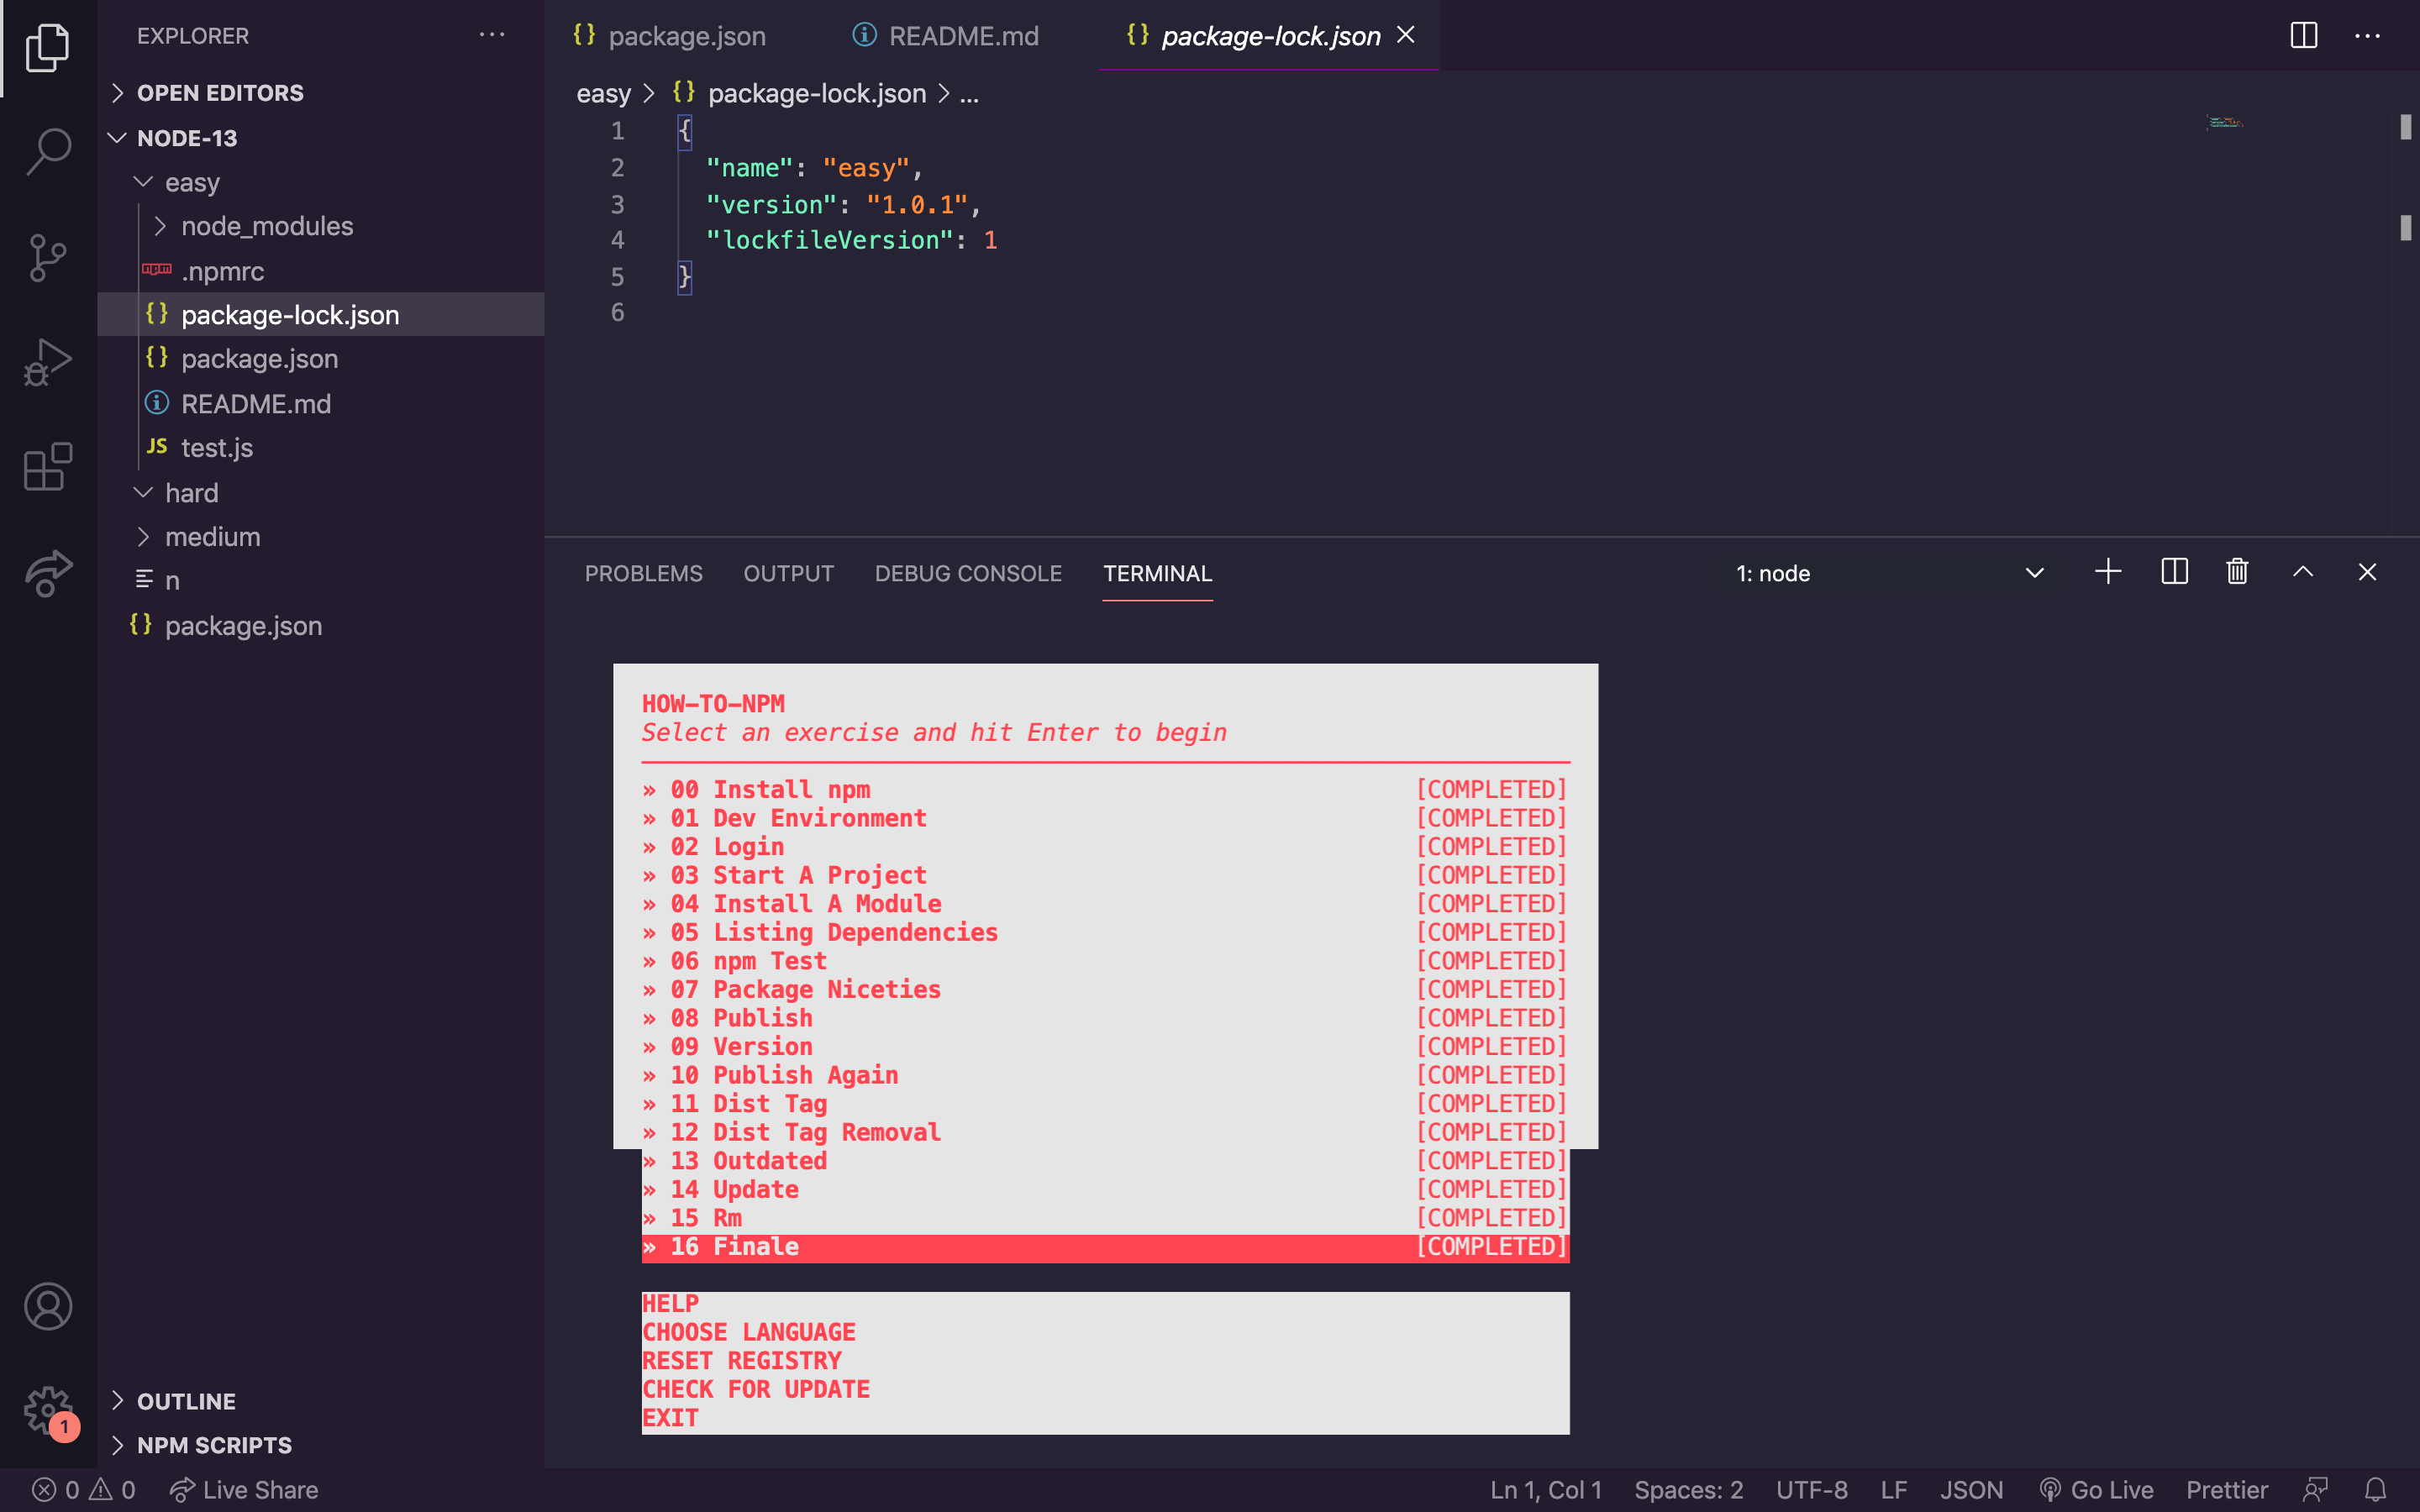 EXPLORER
OPEN EDITORS
NODE-13
easy
node_modules
.npmrc
package-lock.json
package.json
README.md
JS test.js
hard
medium
n
package.json
OUTLINE
NPM SCRIPTS
package.json
README.md
package-lock.json
easy > {} package-lock.json > ...
1 {
2 "name": "easy",
3 "version": "1.0.1",
4 "lockfileVersion": 1
5 }
6
PROBLEMS OUTPUT DEBUG CONSOLE TERMINAL
1: node
HOW-TO-NPM
Select an exercise and hit Enter to begin
» 00 Install npm [COMPLETED]
» 01 Dev Environment [COMPLETED]
» 02 Login [COMPLETED]
» 03 Start A Project [COMPLETED]
» 04 Install A Module [COMPLETED]
» 05 Listing Dependencies [COMPLETED]
» 06 npm Test [COMPLETED]
» 07 Package Niceties [COMPLETED]
» 08 Publish [COMPLETED]
» 09 Version [COMPLETED]
» 10 Publish Again [COMPLETED]
» 11 Dist Tag [COMPLETED]
» 12 Dist Tag Removal [COMPLETED]
» 13 Outdated [COMPLETED]
» 14 Update [COMPLETED]
» 15 Rm [COMPLETED]
» 16 Finale [COMPLETED]
HELP
CHOOSE LANGUAGE
RESET REGISTRY
CHECK FOR UPDATE
EXIT
1
0 0 Live Share
Ln 1, Col 1 Spaces: 2 UTF-8 LF JSON Go Live Prettier